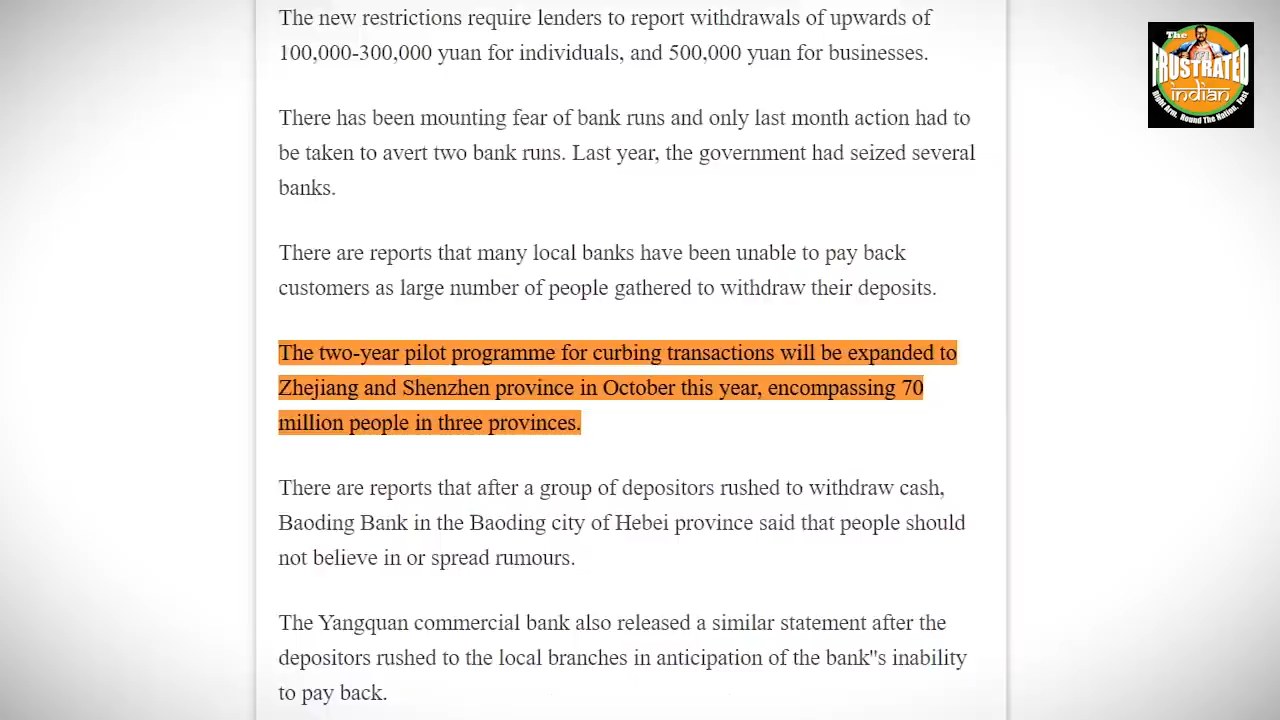 The new restrictions require lenders to report withdrawals of upwards of
100,000-300,000 yuan for individuals, and 500,000 yuan for businesses.
There has been mounting fear of bank runs and only last month action had to
be taken to avert two bank runs. Last year, the government had seized several
banks.
There are reports that many local banks have been unable to pay back
customers as large number of people gathered to withdraw their deposits.
The two-year pilot programme for curbing transactions will be expanded to
Zhejiang and Shenzhen province in October this year, encompassing 70
million people in three provinces.
There are reports that after a group of depositors rushed to withdraw cash,
Baoding Bank in the Baoding city of Hebei province said that people should
not believe in or spread rumours.
The Yangquan commercial bank also released a similar statement after the
depositors rushed to the local branches in anticipation of the bank"s inability
to pay back.
The
FRUSTRATED
indian
Right Arm, Round The Nation, Fast